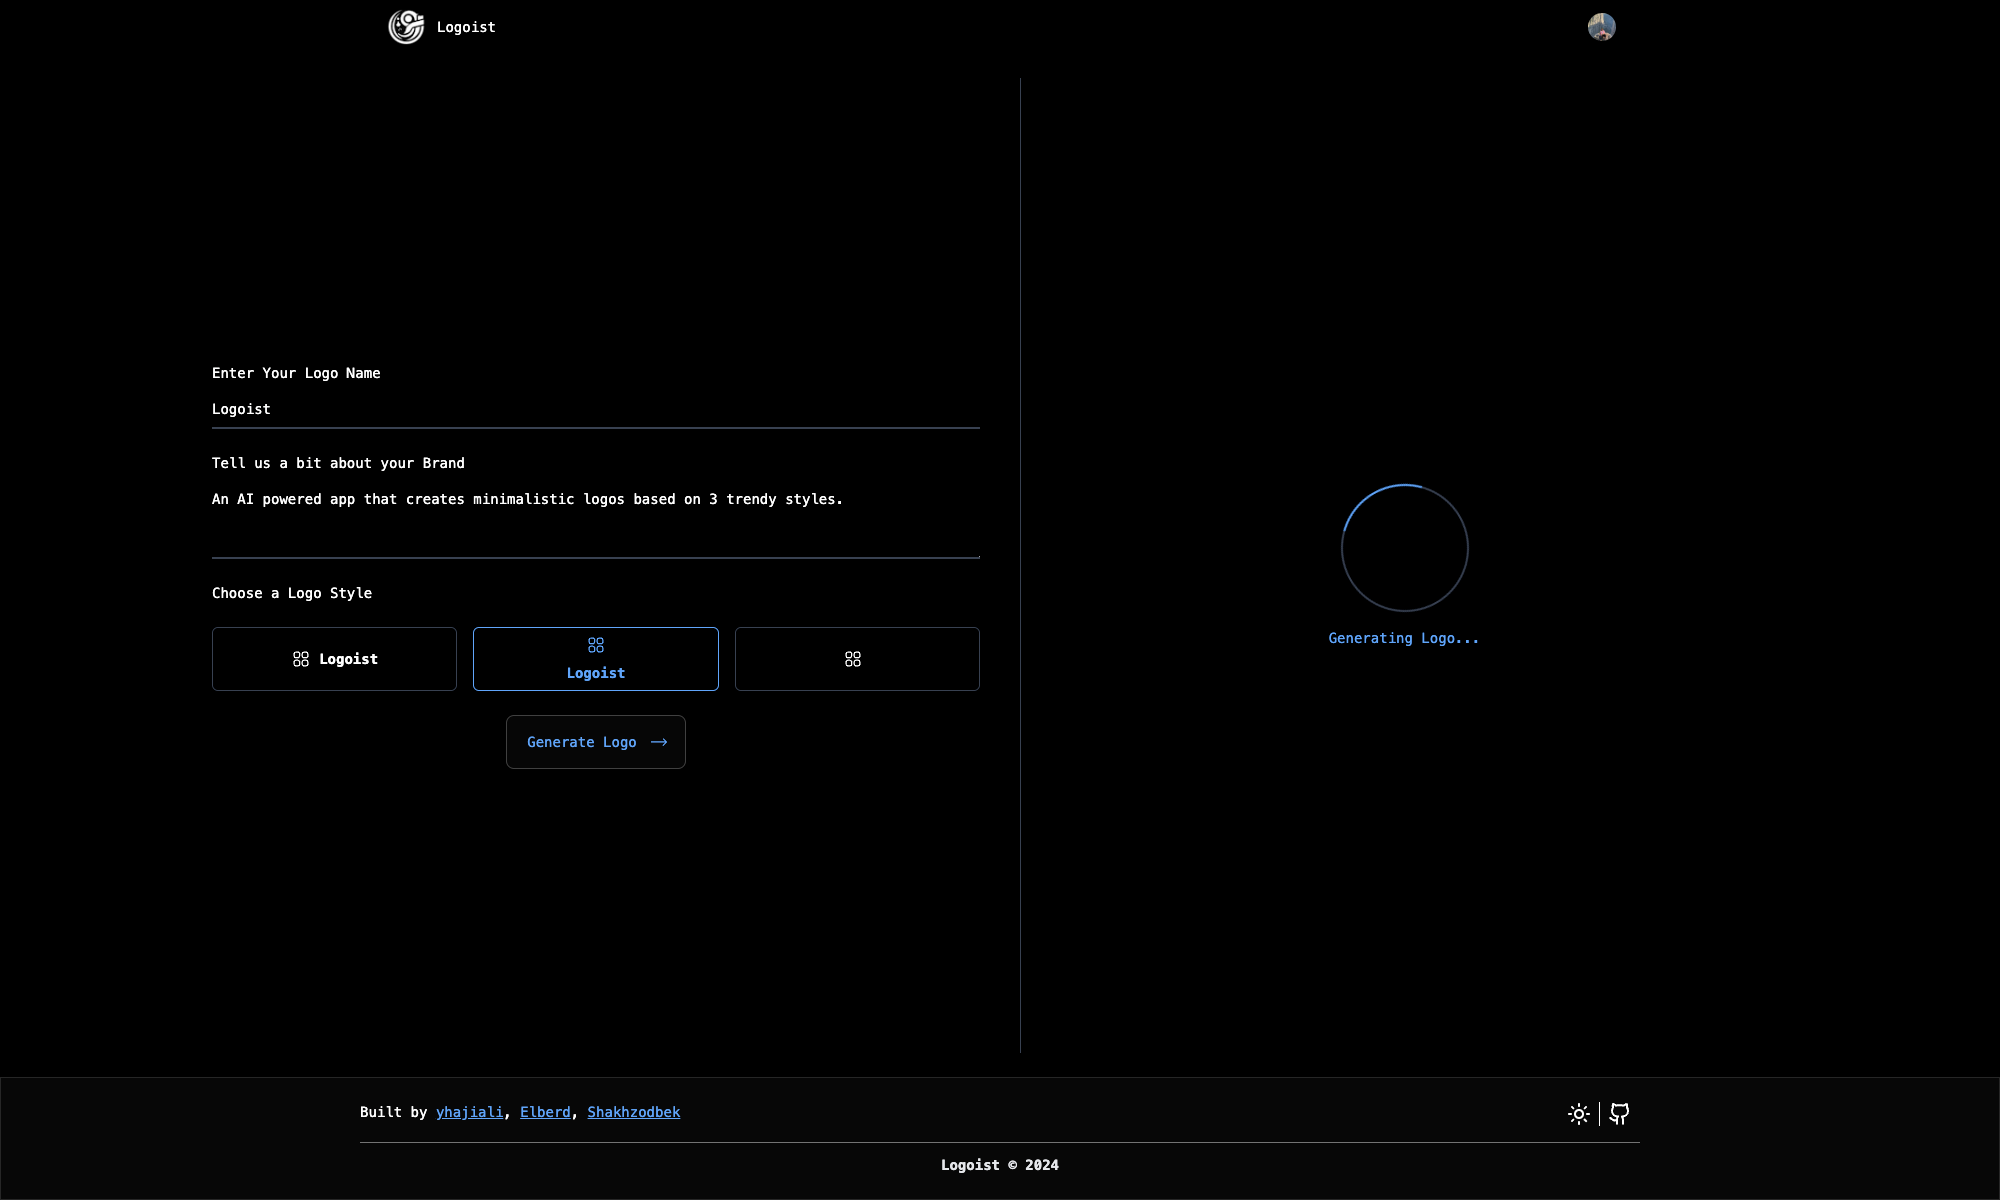 Logoist
Enter Your Logo Name
Logoist
Tell us a bit about your Brand
An AI powered app that creates minimalistic logos based on 3 trendy styles.
Choose a Logo Style
Logoist
Logoist
Generate Logo
Generating Logo...
Built by yhajiali, Elberd, Shakhzodbek
Logoist © 2024